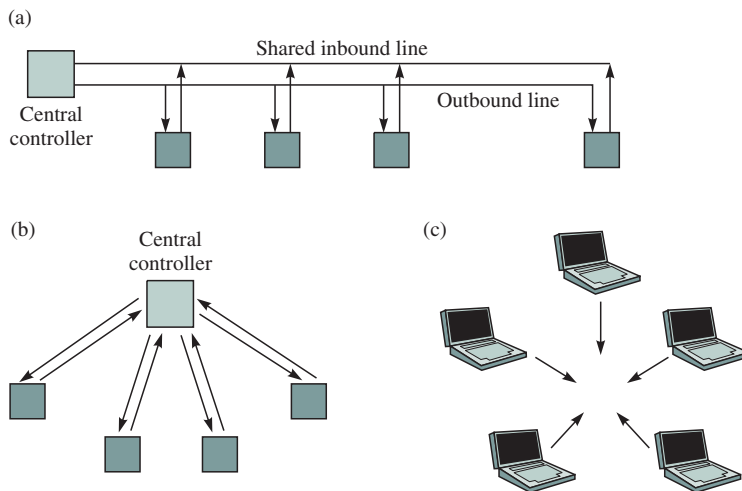 (a)
Shared inbound line
Outbound line
Central
controller
(b)
Central
controller
(c)